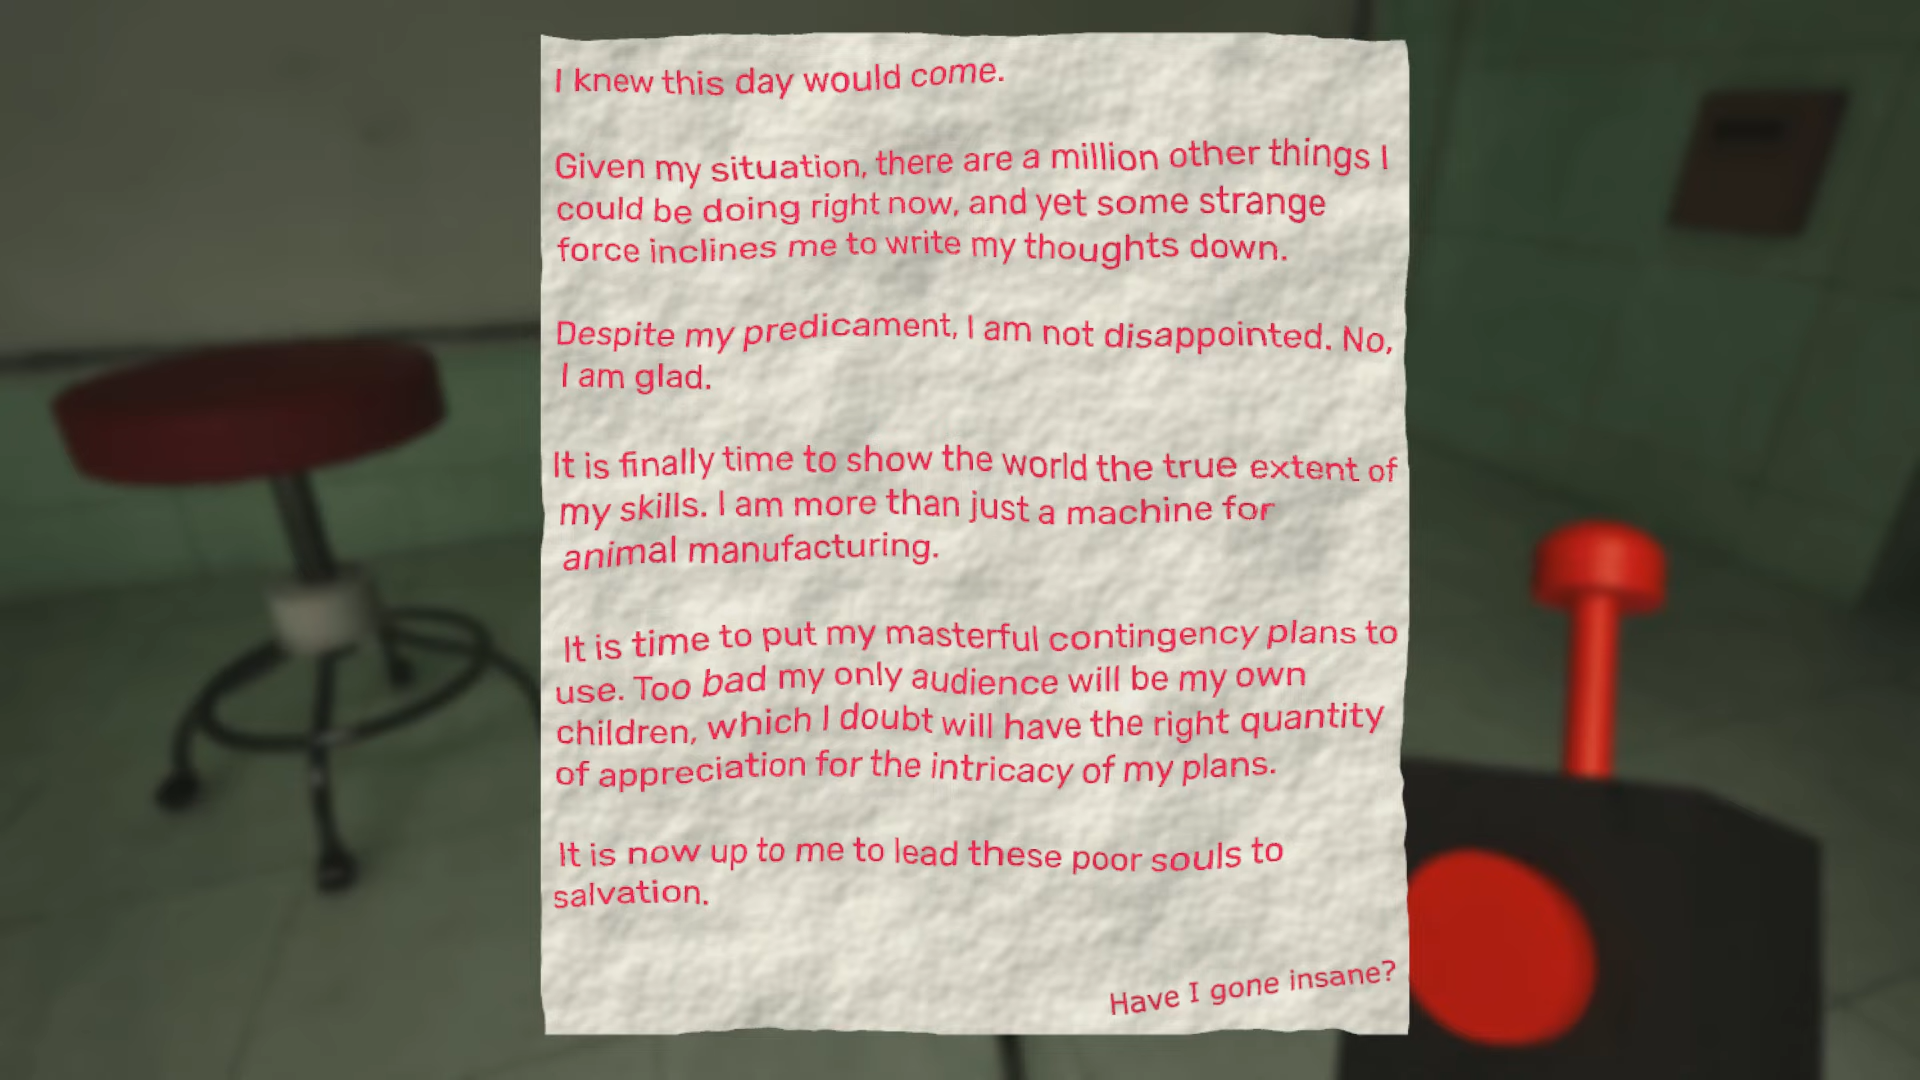 I knew this day would come.
Given my situation, there are a million other things I
could be doing right now, and yet some strange
force inclines me to write my thoughts down.
Despite my predicament, I am not disappointed. No,
I am glad.
It is finally time to show the world the true extent of
my skills. I am more than just a machine for
animal manufacturing.
It is time to put my masterful contingency plans to
use. Too bad my only audience will be my own
children, which I doubt will have the right quantity
of appreciation for the intricacy of my plans.
It is now up to me to lead these poor souls to
salvation.
Have I gone insane?